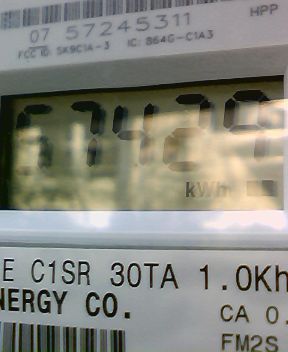 HPP
07 57245311
FCC ID: SK9C1A-3 IC: 864G-C1A3
57429
kWh
E C1SR 30TA 1.0Kh
NERGY CO.
CA 0.
FM2S